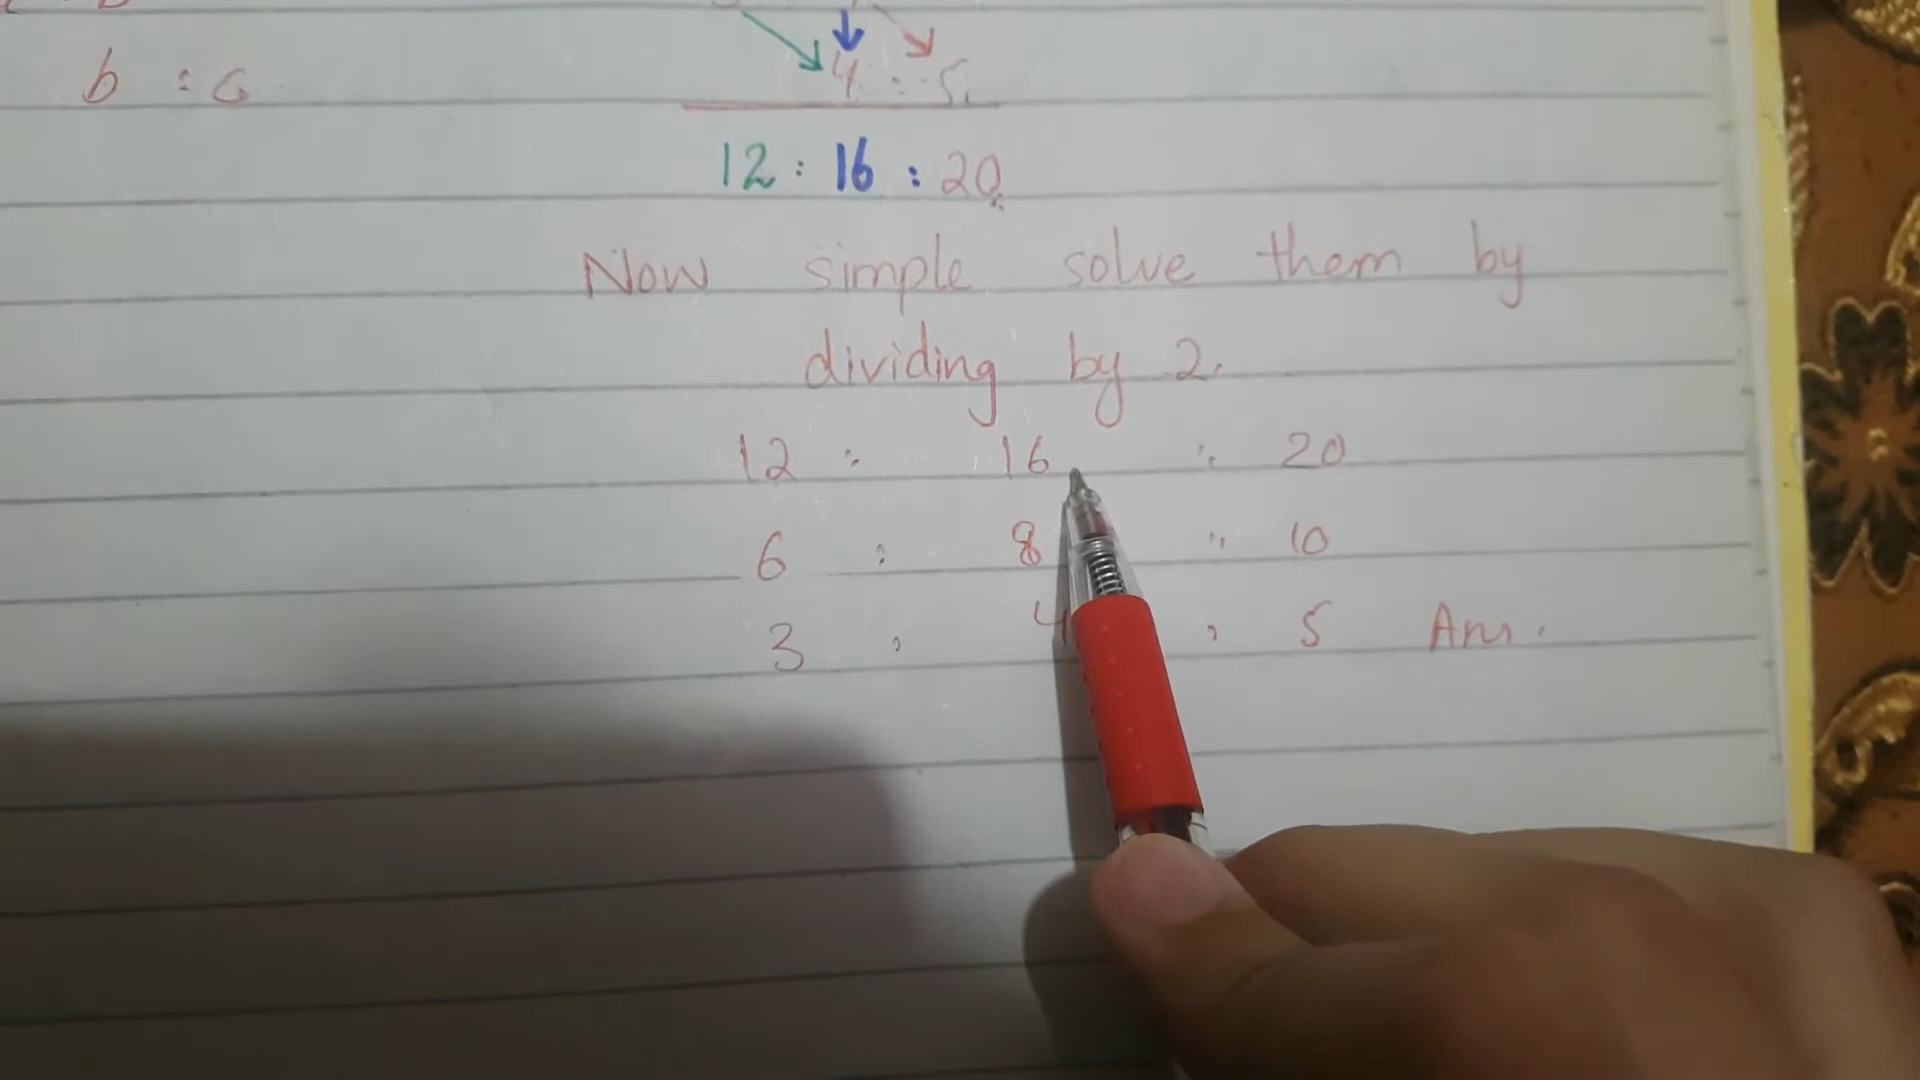 b : c
4 : 5
12 : 16 : 20
Now simple solve them by
dividing by 2.
12 : 16 : 20
6 : 8 : 10
3 : 4 : 5 Ans.